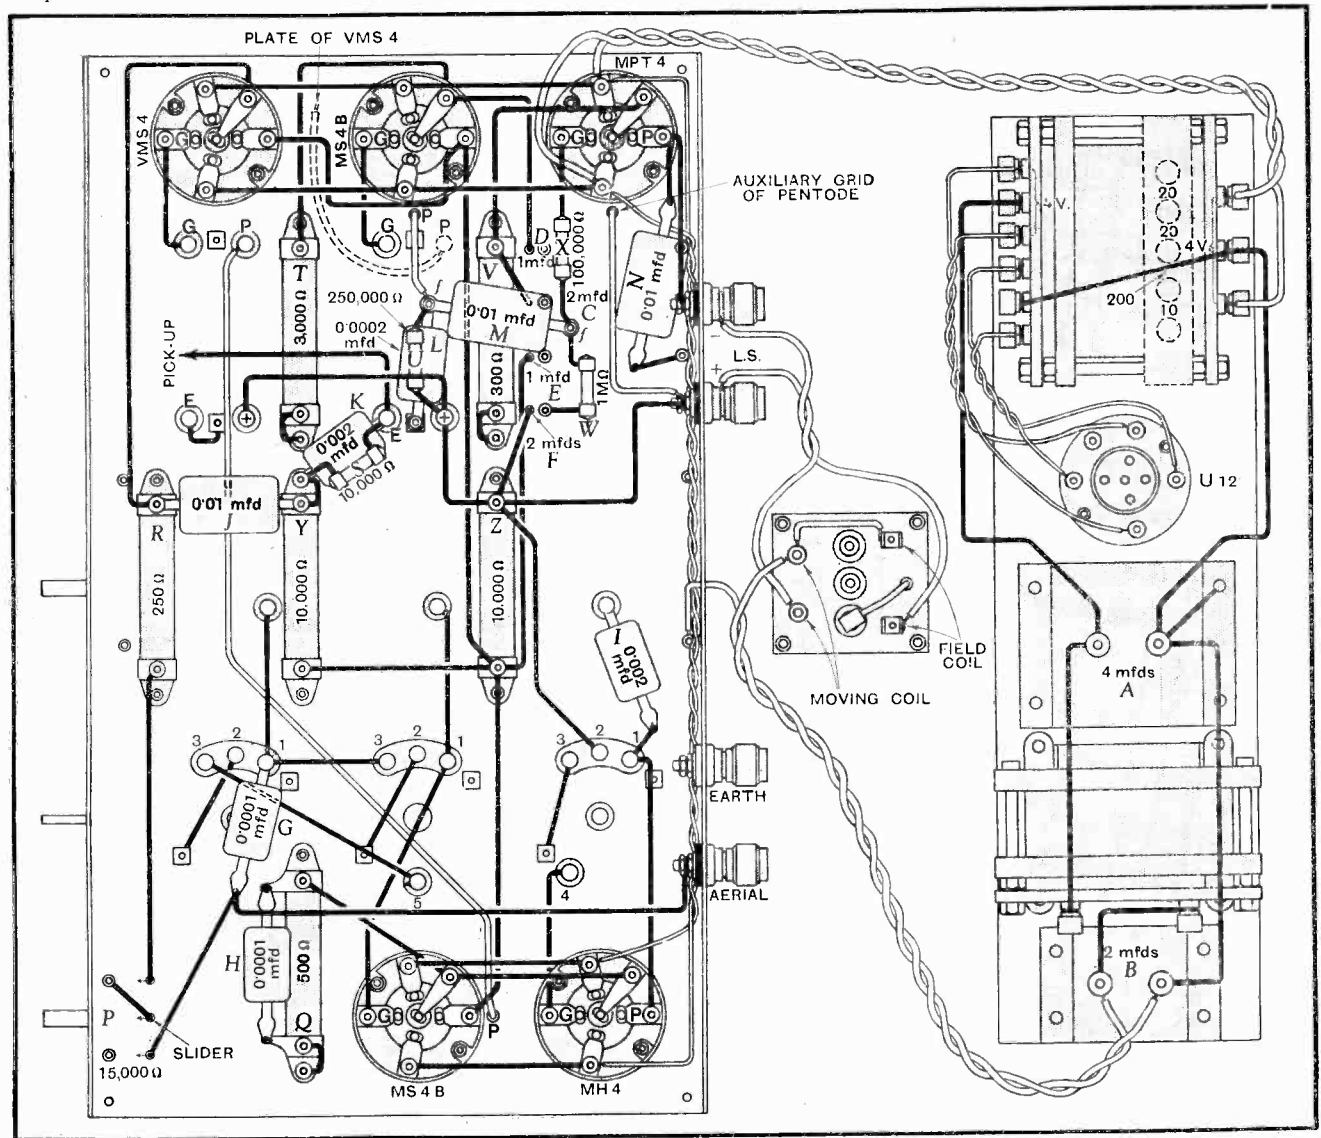 PLATE OF VMS 4
MPT 4
VMS 4
MS 4 B
G
G
G
P
AUXILIARY GRID
OF PENTODE
G
P
G
P
P
T
3,000 Ω
V
300 Ω
D
1mfd
X
100,000 Ω
N
0·01 mfd
250,000 Ω
0·0002
mfd
f
L
U
0·01 mfd
M
2mfd
C
f
PICK-UP
1 mfd
E
1 MΩ
W
2 mfds
F
L.S.
−
+
E
K
0·002
mfd
E
S
10,000 Ω
0·01 mfd
R
250 Ω
Y
10,000 Ω
Z
10,000 Ω
I
0·002
mfd
MOVING COIL
FIELD
COIL
3
2
1
3
2
1
3
2
1
0·0001
mfd
G
EARTH
AERIAL
5
4
H
0·0001
mfd
500 Ω
Q
P
SLIDER
15,000 Ω
G
P
G
P
MS 4 B
MH 4
4 V.
20
20
4 V.
200
10
U 12
4 mfds
A
2 mfds
B